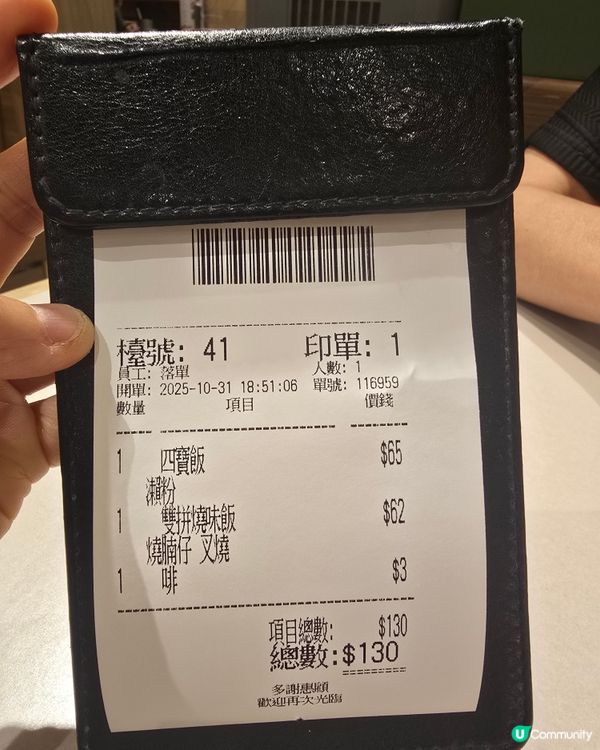 檯號: 41 印單: 1
員工: 落單 人數: 1
開單: 2025-10-31 18:51:06 單號: 116959
數量 項目 價錢
1 四寶飯 $65
瀨粉
1 雙拼燒味飯 $62
燒腩仔 叉燒
1 啡 $3
項目總數: $130
總數:$130
多謝惠顧
歡迎再次光臨
U Community